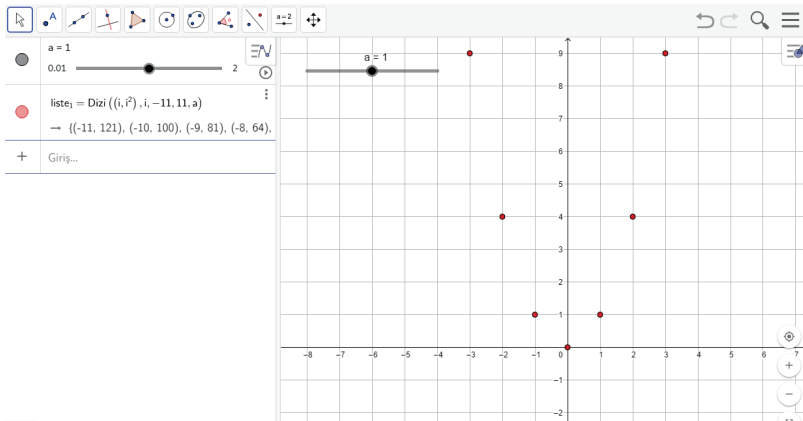 A
a=2
a = 1
0.01
2
liste₁ = Dizi ((i, i²) , i, −11, 11, a)
→ {(-11, 121), (-10, 100), (-9, 81), (-8, 64),
+ Giriş...
a = 1
9
8
7
6
5
4
3
2
1
−8 −7 −6 −5 −4 −3 −2 −1 0 1 2 3 4 5 6 7
−1
−2